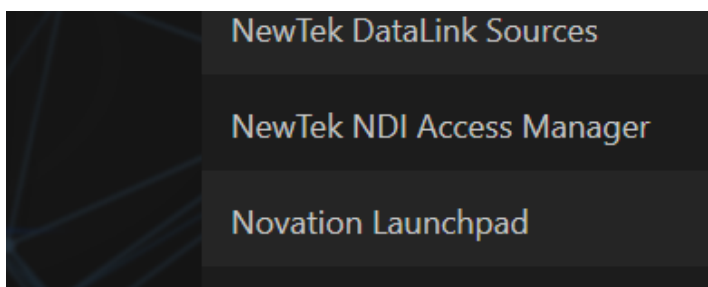 NewTek DataLink Sources
NewTek NDI Access Manager
Novation Launchpad